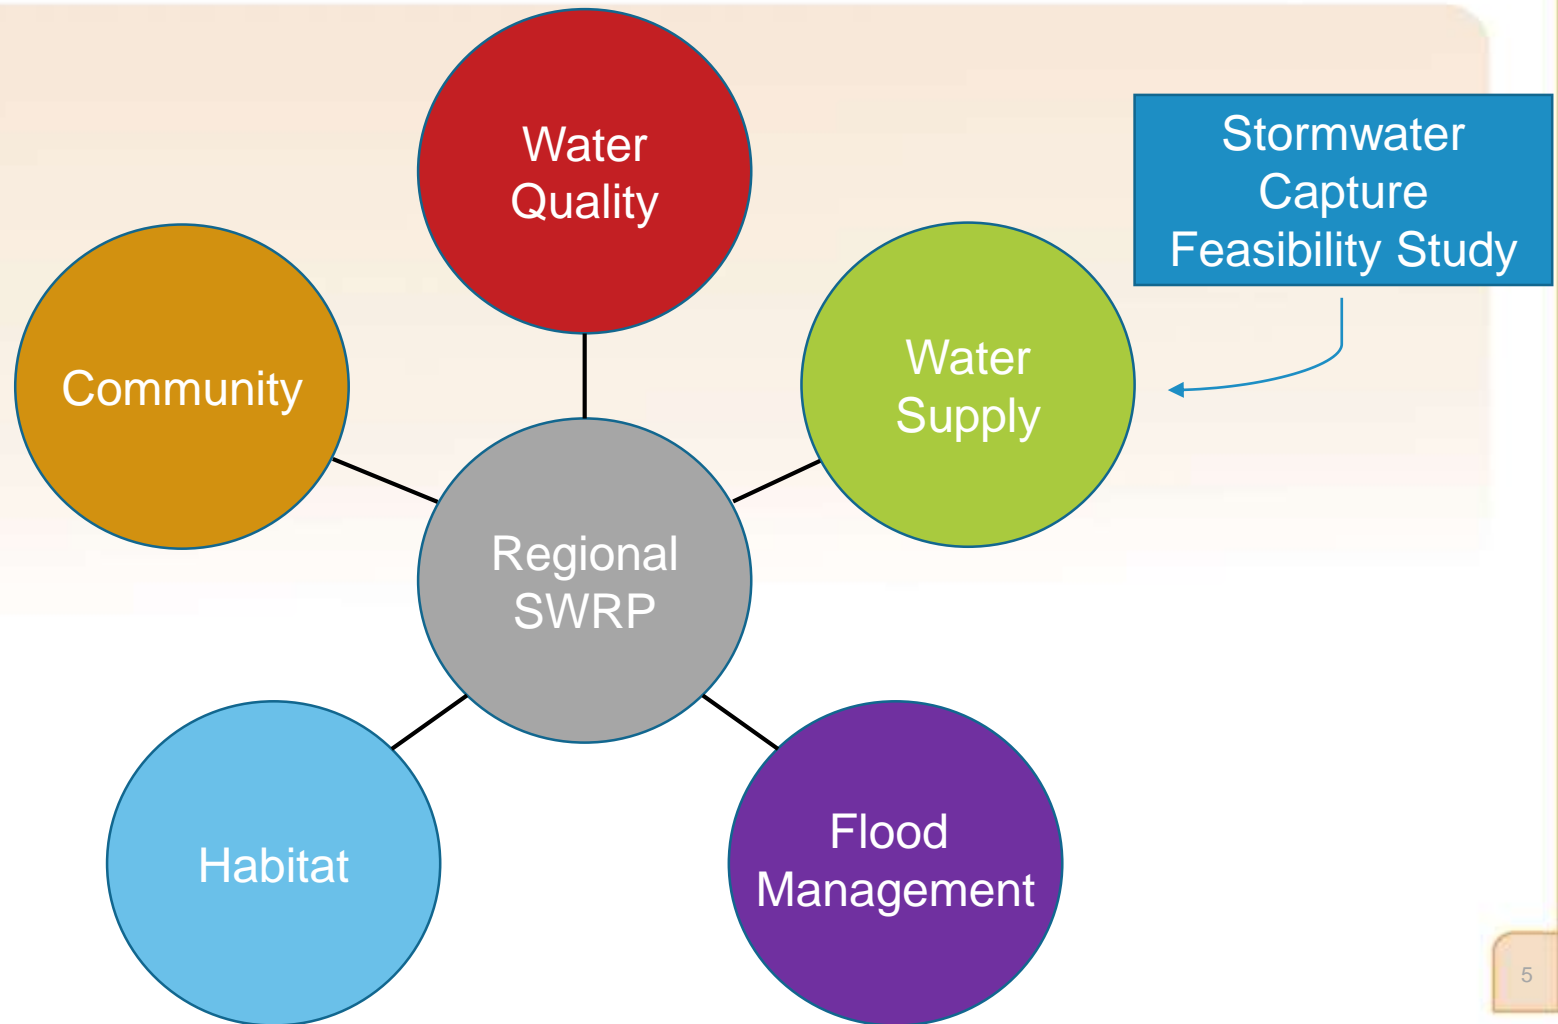 Water
Quality
Stormwater
Capture
Feasibility Study
Community
Water
Supply
Regional
SWRP
Habitat
Flood
Management
5